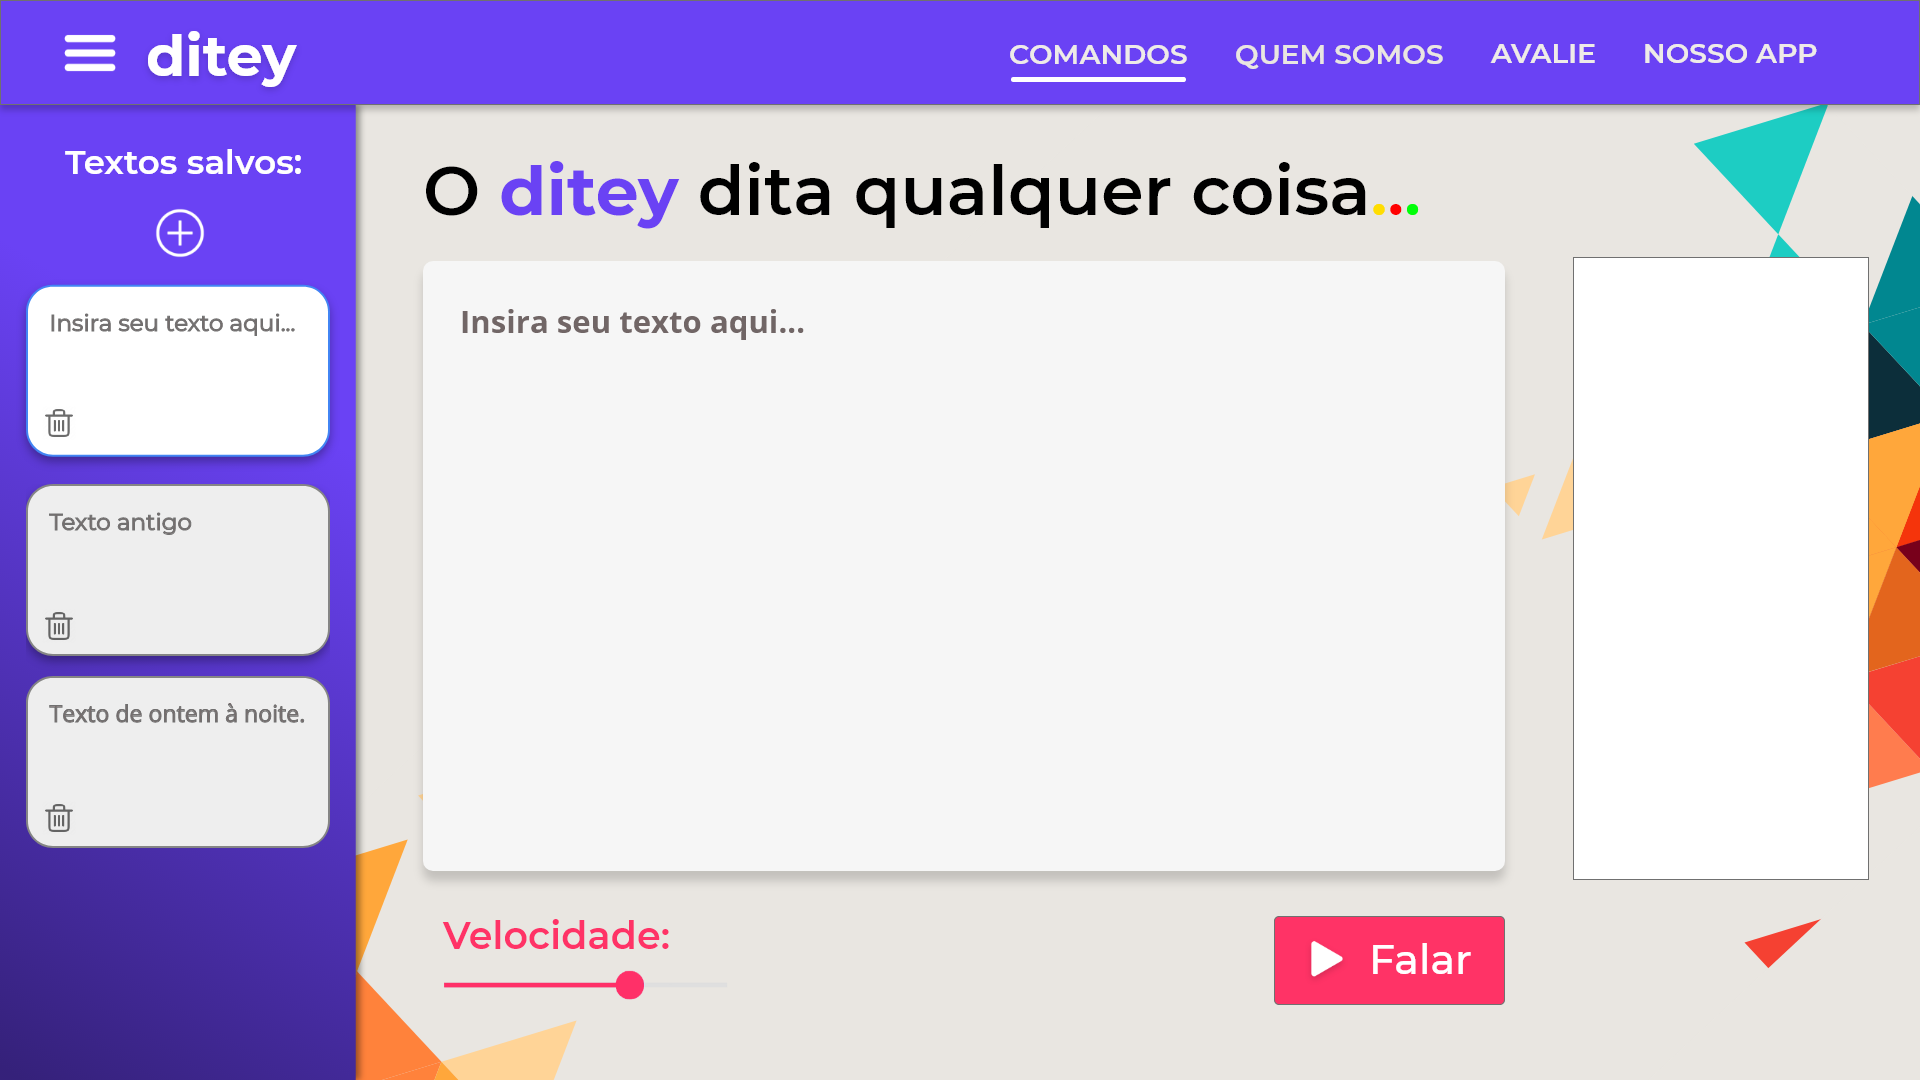 ditey
COMANDOS
QUEM SOMOS
AVALIE
NOSSO APP
Textos salvos:
O ditey dita qualquer coisa...
Insira seu texto aqui...
Texto antigo
Texto de ontem à noite.
Insira seu texto aqui...
Velocidade:
Falar